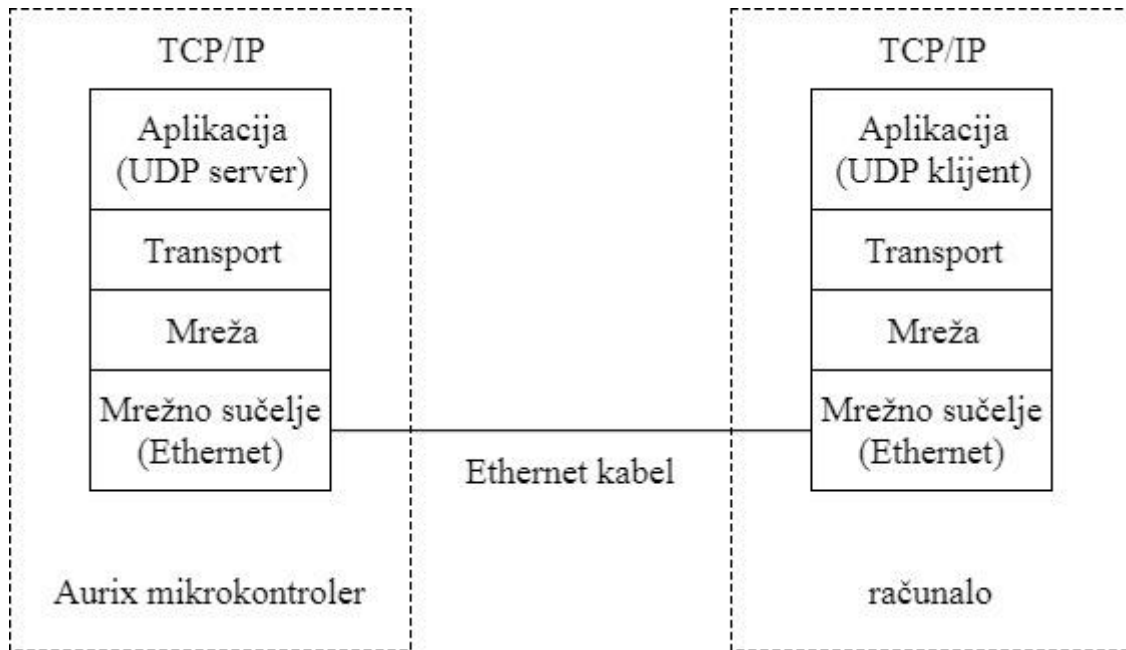 TCP/IP
Aplikacija
(UDP server)
Transport
Mreža
Mrežno sučelje
(Ethernet)
Aurix mikrokontroler
Ethernet kabel
TCP/IP
Aplikacija
(UDP klijent)
Transport
Mreža
Mrežno sučelje
(Ethernet)
računalo